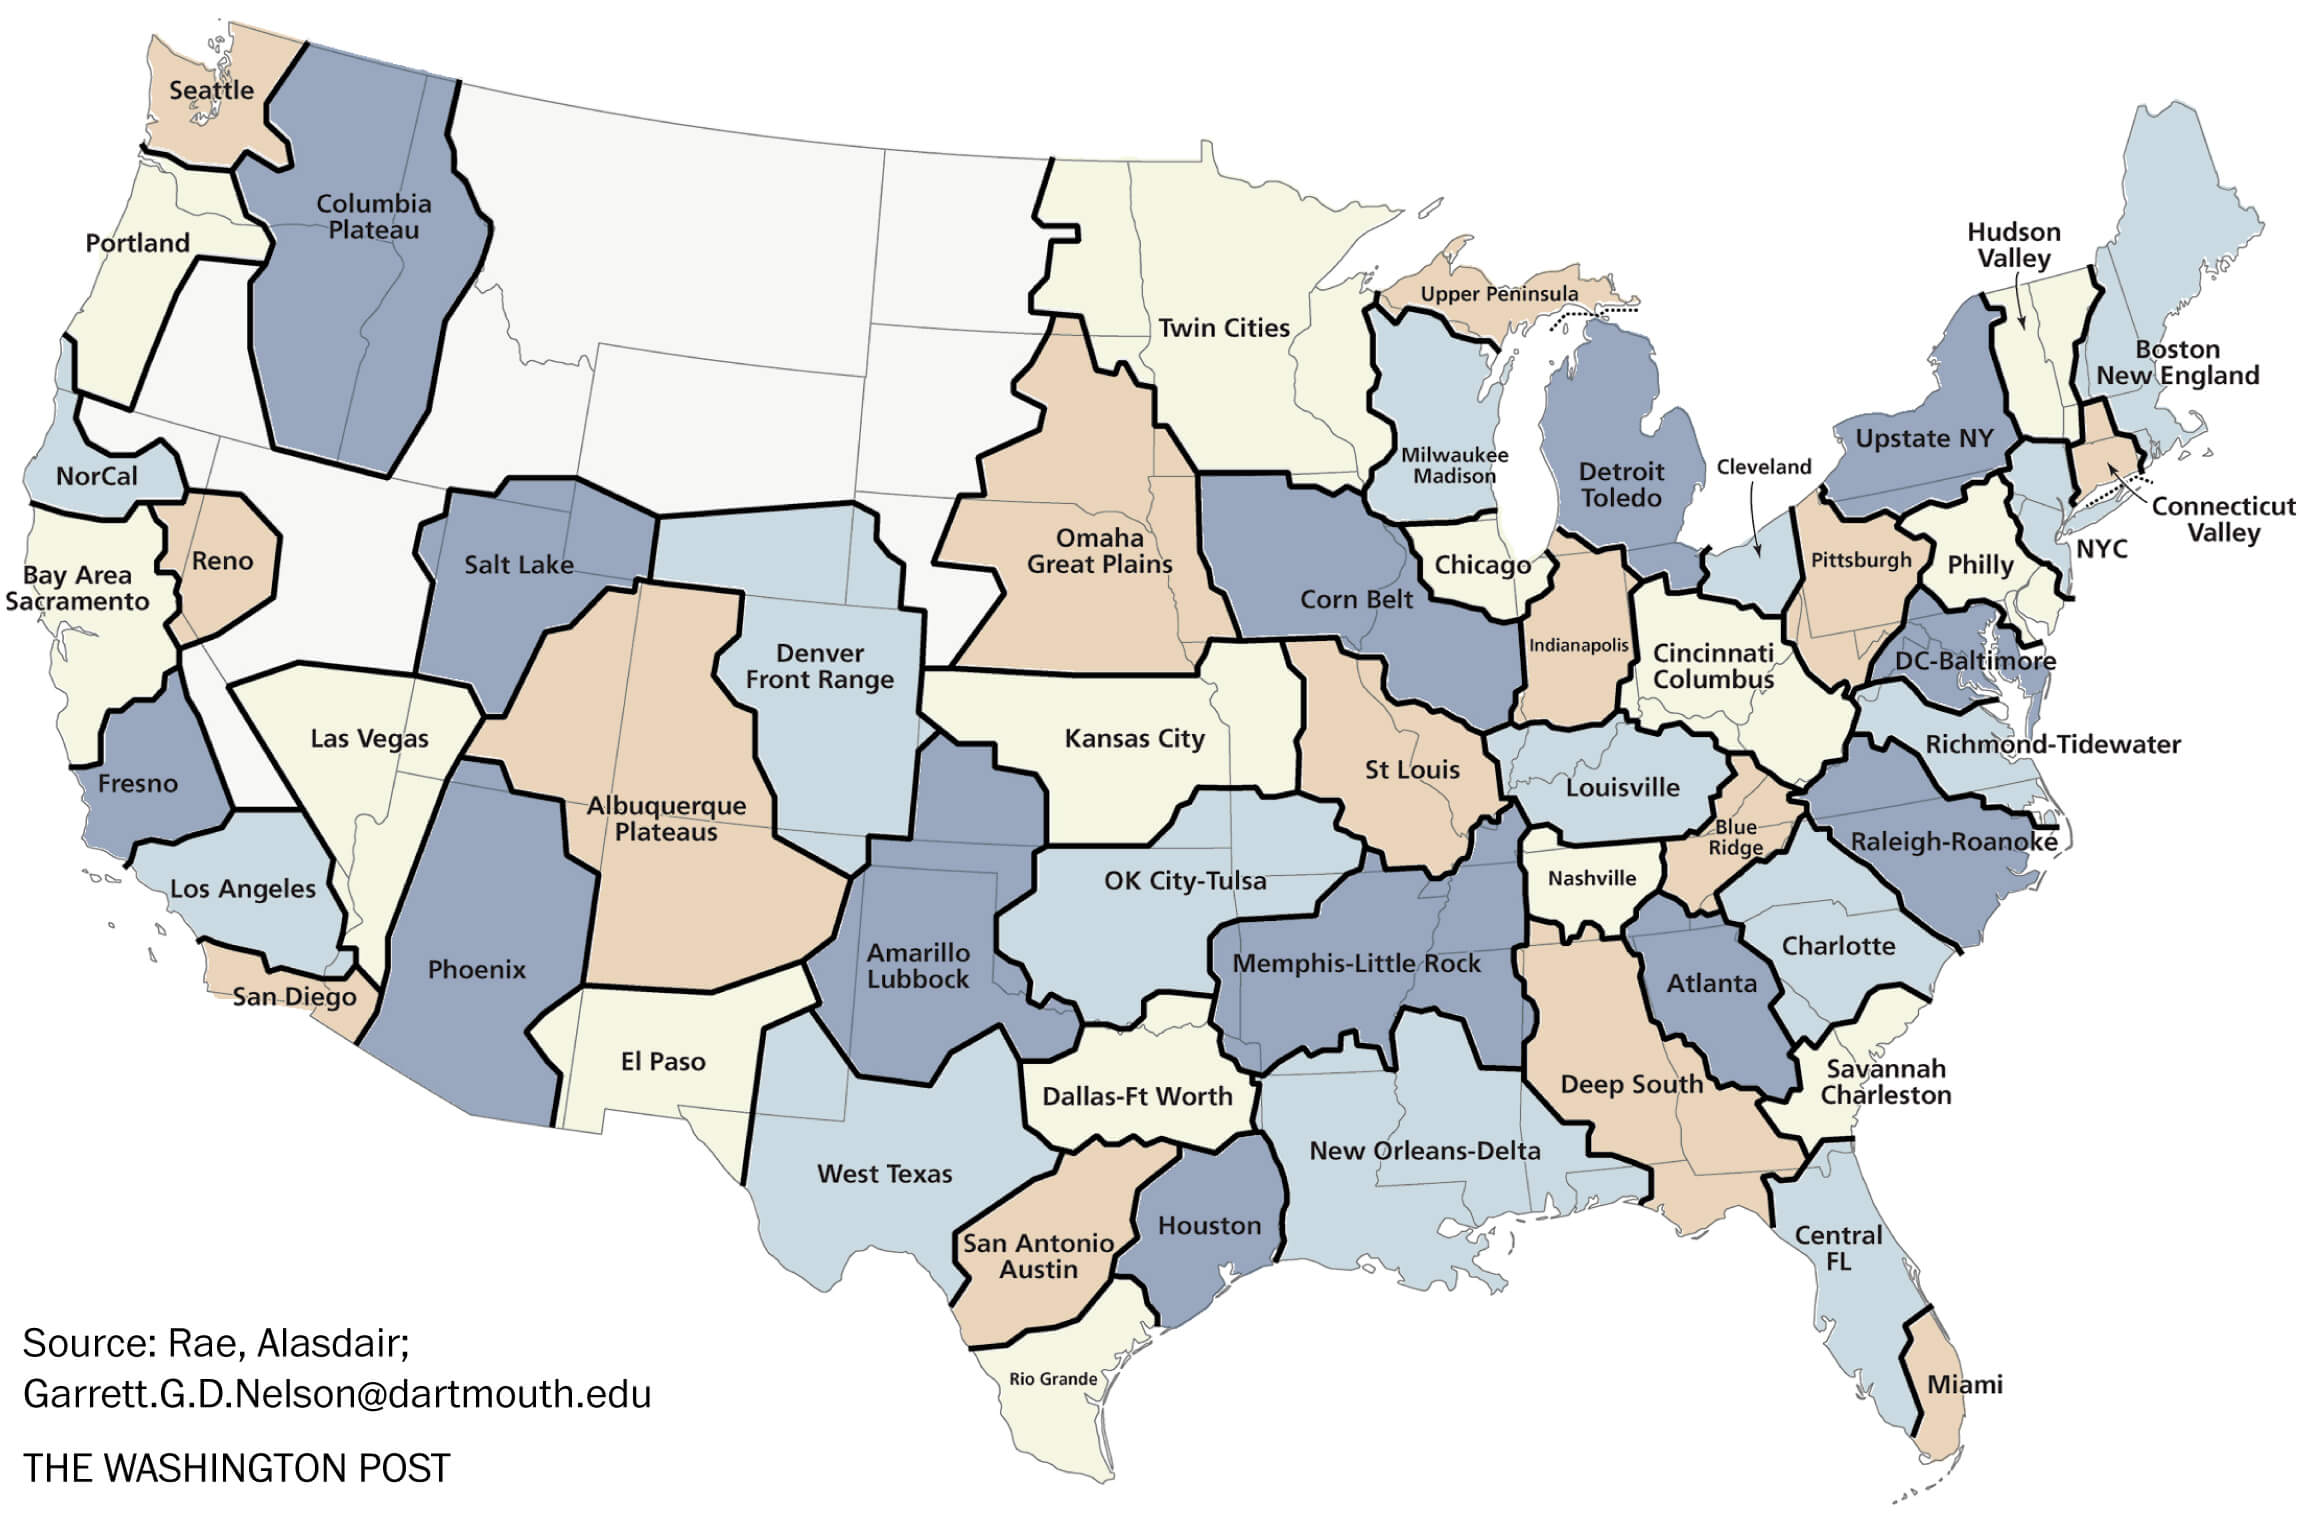 Seattle
Columbia
Plateau
Portland
Hudson
Valley
Upper Peninsula
Twin Cities
Boston
New England
NorCal
Milwaukee
Madison
Detroit
Toledo
Cleveland
Upstate NY
Connecticut
Valley
Reno
Salt Lake
Omaha
Great Plains
Chicago
Pittsburgh
Philly
NYC
Bay Area
Sacramento
Corn Belt
Indianapolis
Cincinnati
Columbus
DC-Baltimore
Denver
Front Range
Las Vegas
Kansas City
St Louis
Louisville
Richmond-Tidewater
Fresno
Albuquerque
Plateaus
Blue
Ridge
Raleigh-Roanoke
Los Angeles
OK City-Tulsa
Nashville
Phoenix
Amarillo
Lubbock
Memphis-Little Rock
Charlotte
Atlanta
San Diego
El Paso
Dallas-Ft Worth
Deep South
Savannah
Charleston
West Texas
New Orleans-Delta
San Antonio
Austin
Houston
Central
FL
Rio Grande
Miami
Source: Rae, Alasdair;
Garrett.G.D.Nelson@dartmouth.edu
THE WASHINGTON POST